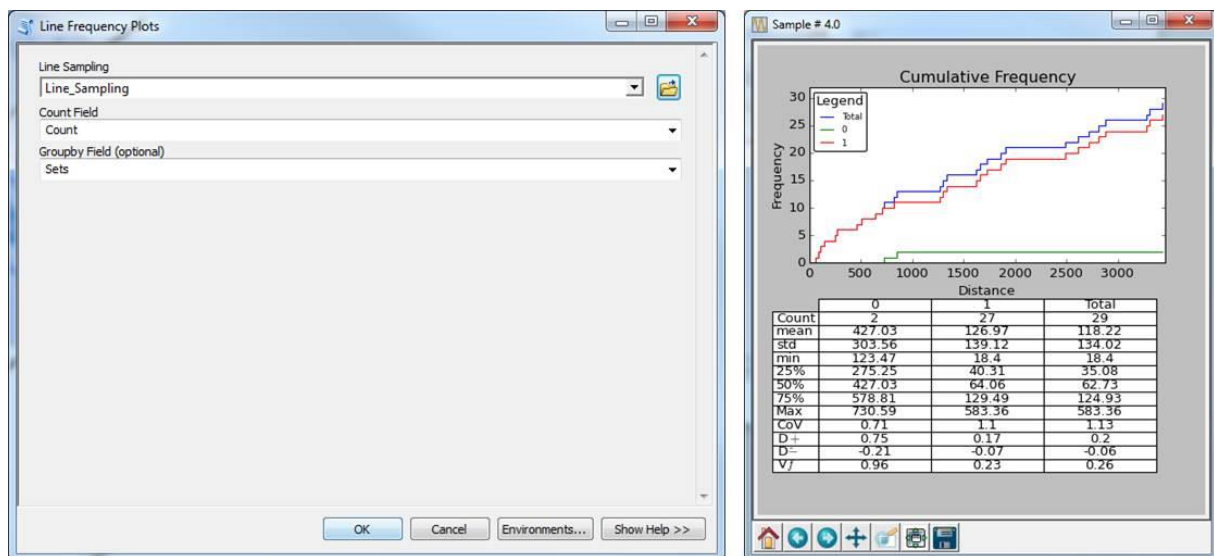 Line Frequency Plots
Line Sampling
Line_Sampling
Count Field
Count
Groupby Field (optional)
Sets
OK
Cancel
Environments...
Show Help >>
Sample # 4.0
Cumulative Frequency
Legend
Total
0
1
Frequency
30
25
20
15
10
5
0
0 500 1000 1500 2000 2500 3000
Distance
0 1 Total
Count 2 27 29
mean 427.03 126.97 118.22
std 303.56 139.12 134.02
min 123.47 18.4 18.4
25% 275.25 40.31 35.08
50% 427.03 64.06 62.73
75% 578.81 129.49 124.93
Max 730.59 583.36 583.36
CoV 0.71 1.1 1.13
D+ 0.75 0.17 0.2
D- -0.21 -0.07 -0.06
Vf 0.96 0.23 0.26